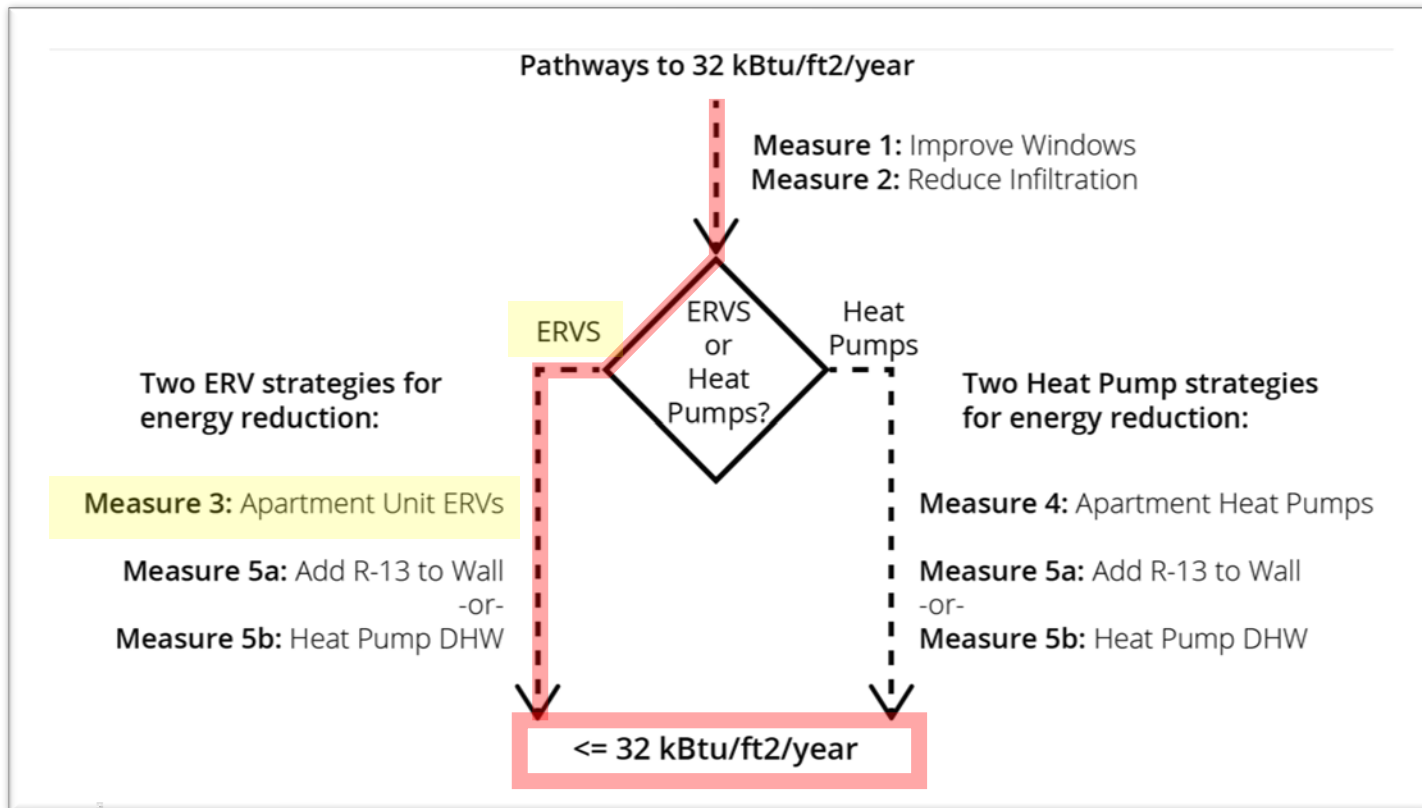 Pathways to 32 kBtu/ft2/year
Measure 1: Improve Windows
Measure 2: Reduce Infiltration
ERVS
or
Heat
Pumps?
ERVS
Heat
Pumps
Two ERV strategies for
energy reduction:
Measure 3: Apartment Unit ERVs
Measure 5a: Add R-13 to Wall
-or-
Measure 5b: Heat Pump DHW
Two Heat Pump strategies
for energy reduction:
Measure 4: Apartment Heat Pumps
Measure 5a: Add R-13 to Wall
-or-
Measure 5b: Heat Pump DHW
<= 32 kBtu/ft2/year